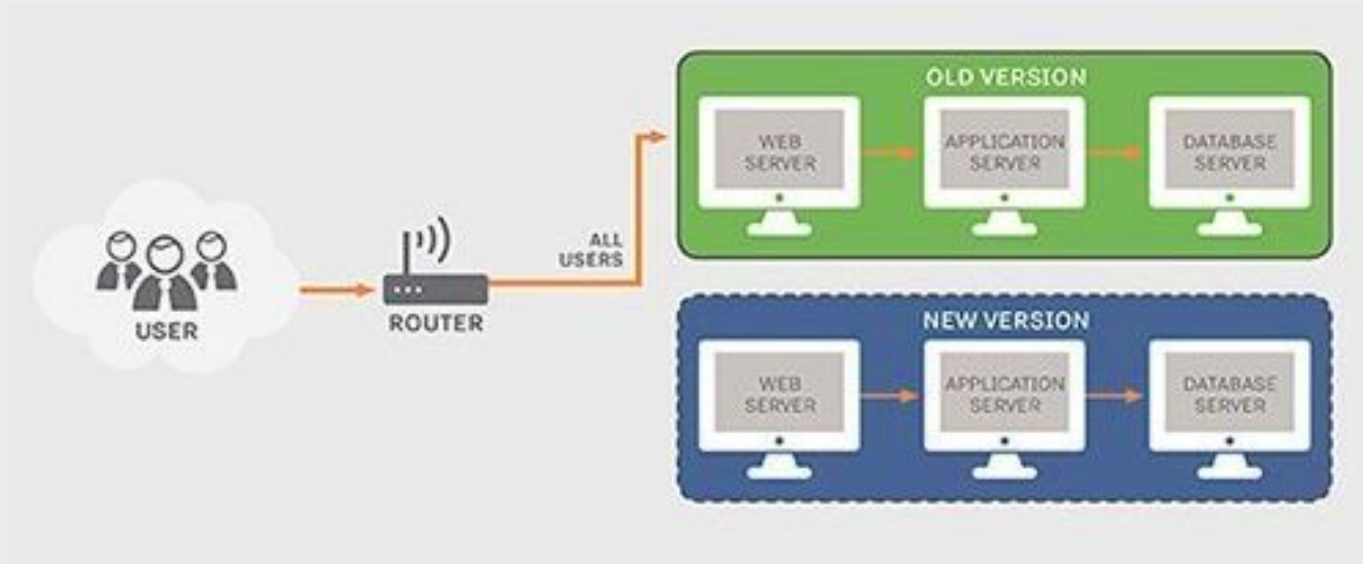 OLD VERSION
WEB
SERVER
APPLICATION
SERVER
DATABASE
SERVER
ALL
USERS
USER
ROUTER
NEW VERSION
WEB
SERVER
APPLICATION
SERVER
DATABASE
SERVER